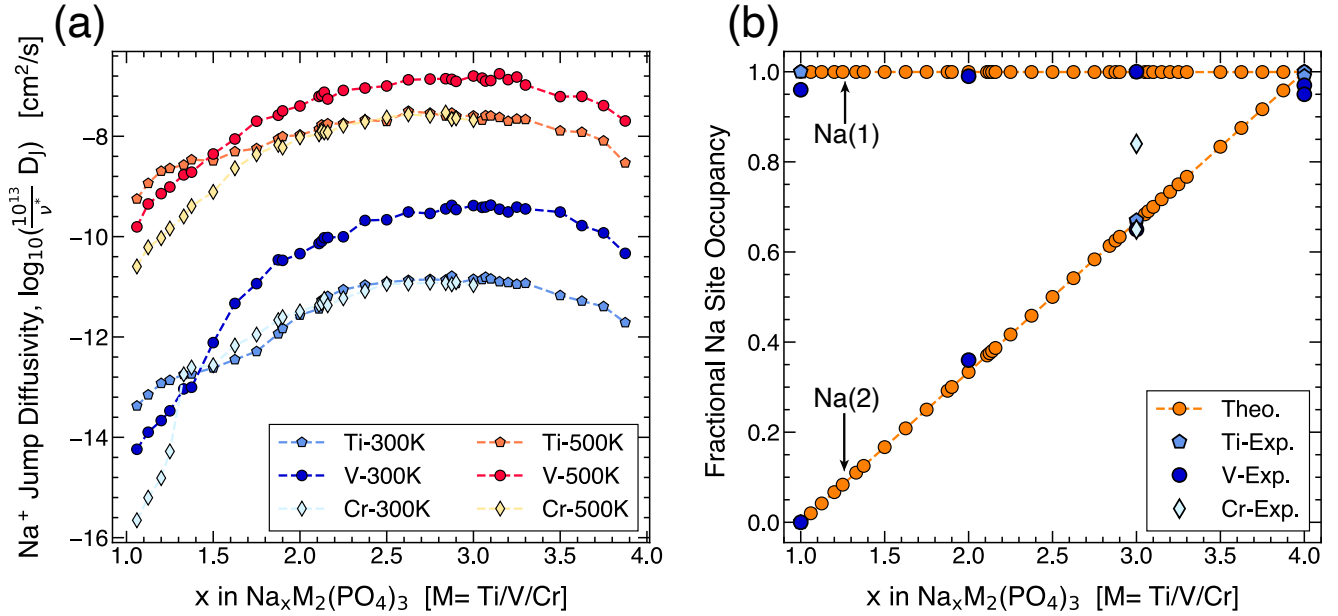 (a)
Na⁺ Jump Diffusivity, log₁₀(10¹³/ν* D_J) [cm²/s]
−8
−10
−12
−14
−16
1.0 1.5 2.0 2.5 3.0 3.5 4.0
x in NaₓM₂(PO₄)₃ [M= Ti/V/Cr]
Ti-300K
V-300K
Cr-300K
Ti-500K
V-500K
Cr-500K
(b)
Fractional Na Site Occupancy
1.0
0.8
0.6
0.4
0.2
0.0
1.0 1.5 2.0 2.5 3.0 3.5 4.0
x in NaₓM₂(PO₄)₃ [M= Ti/V/Cr]
Na(1)
Na(2)
Theo.
Ti-Exp.
V-Exp.
Cr-Exp.